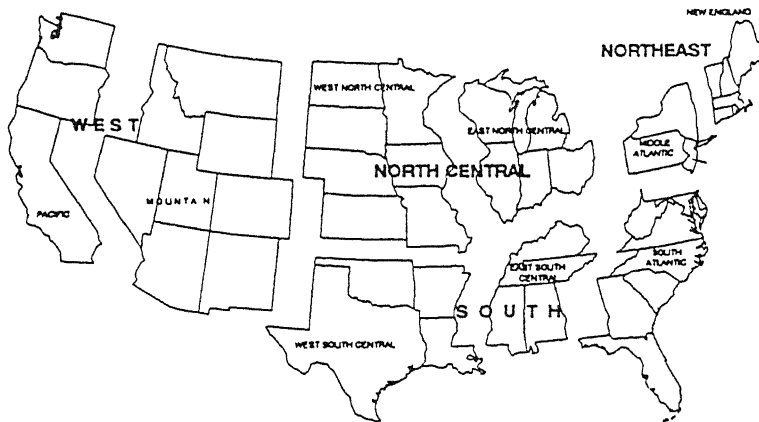 NEW ENGLAND
NORTHEAST
WEST NORTH CENTRAL
WEST
EAST NORTH CENTRAL
MIDDLE
ATLANTIC
NORTH CENTRAL
MOUNTAIN
PACIFIC
SOUTH
ATLANTIC
EAST SOUTH
CENTRAL
SOUTH
WEST SOUTH CENTRAL